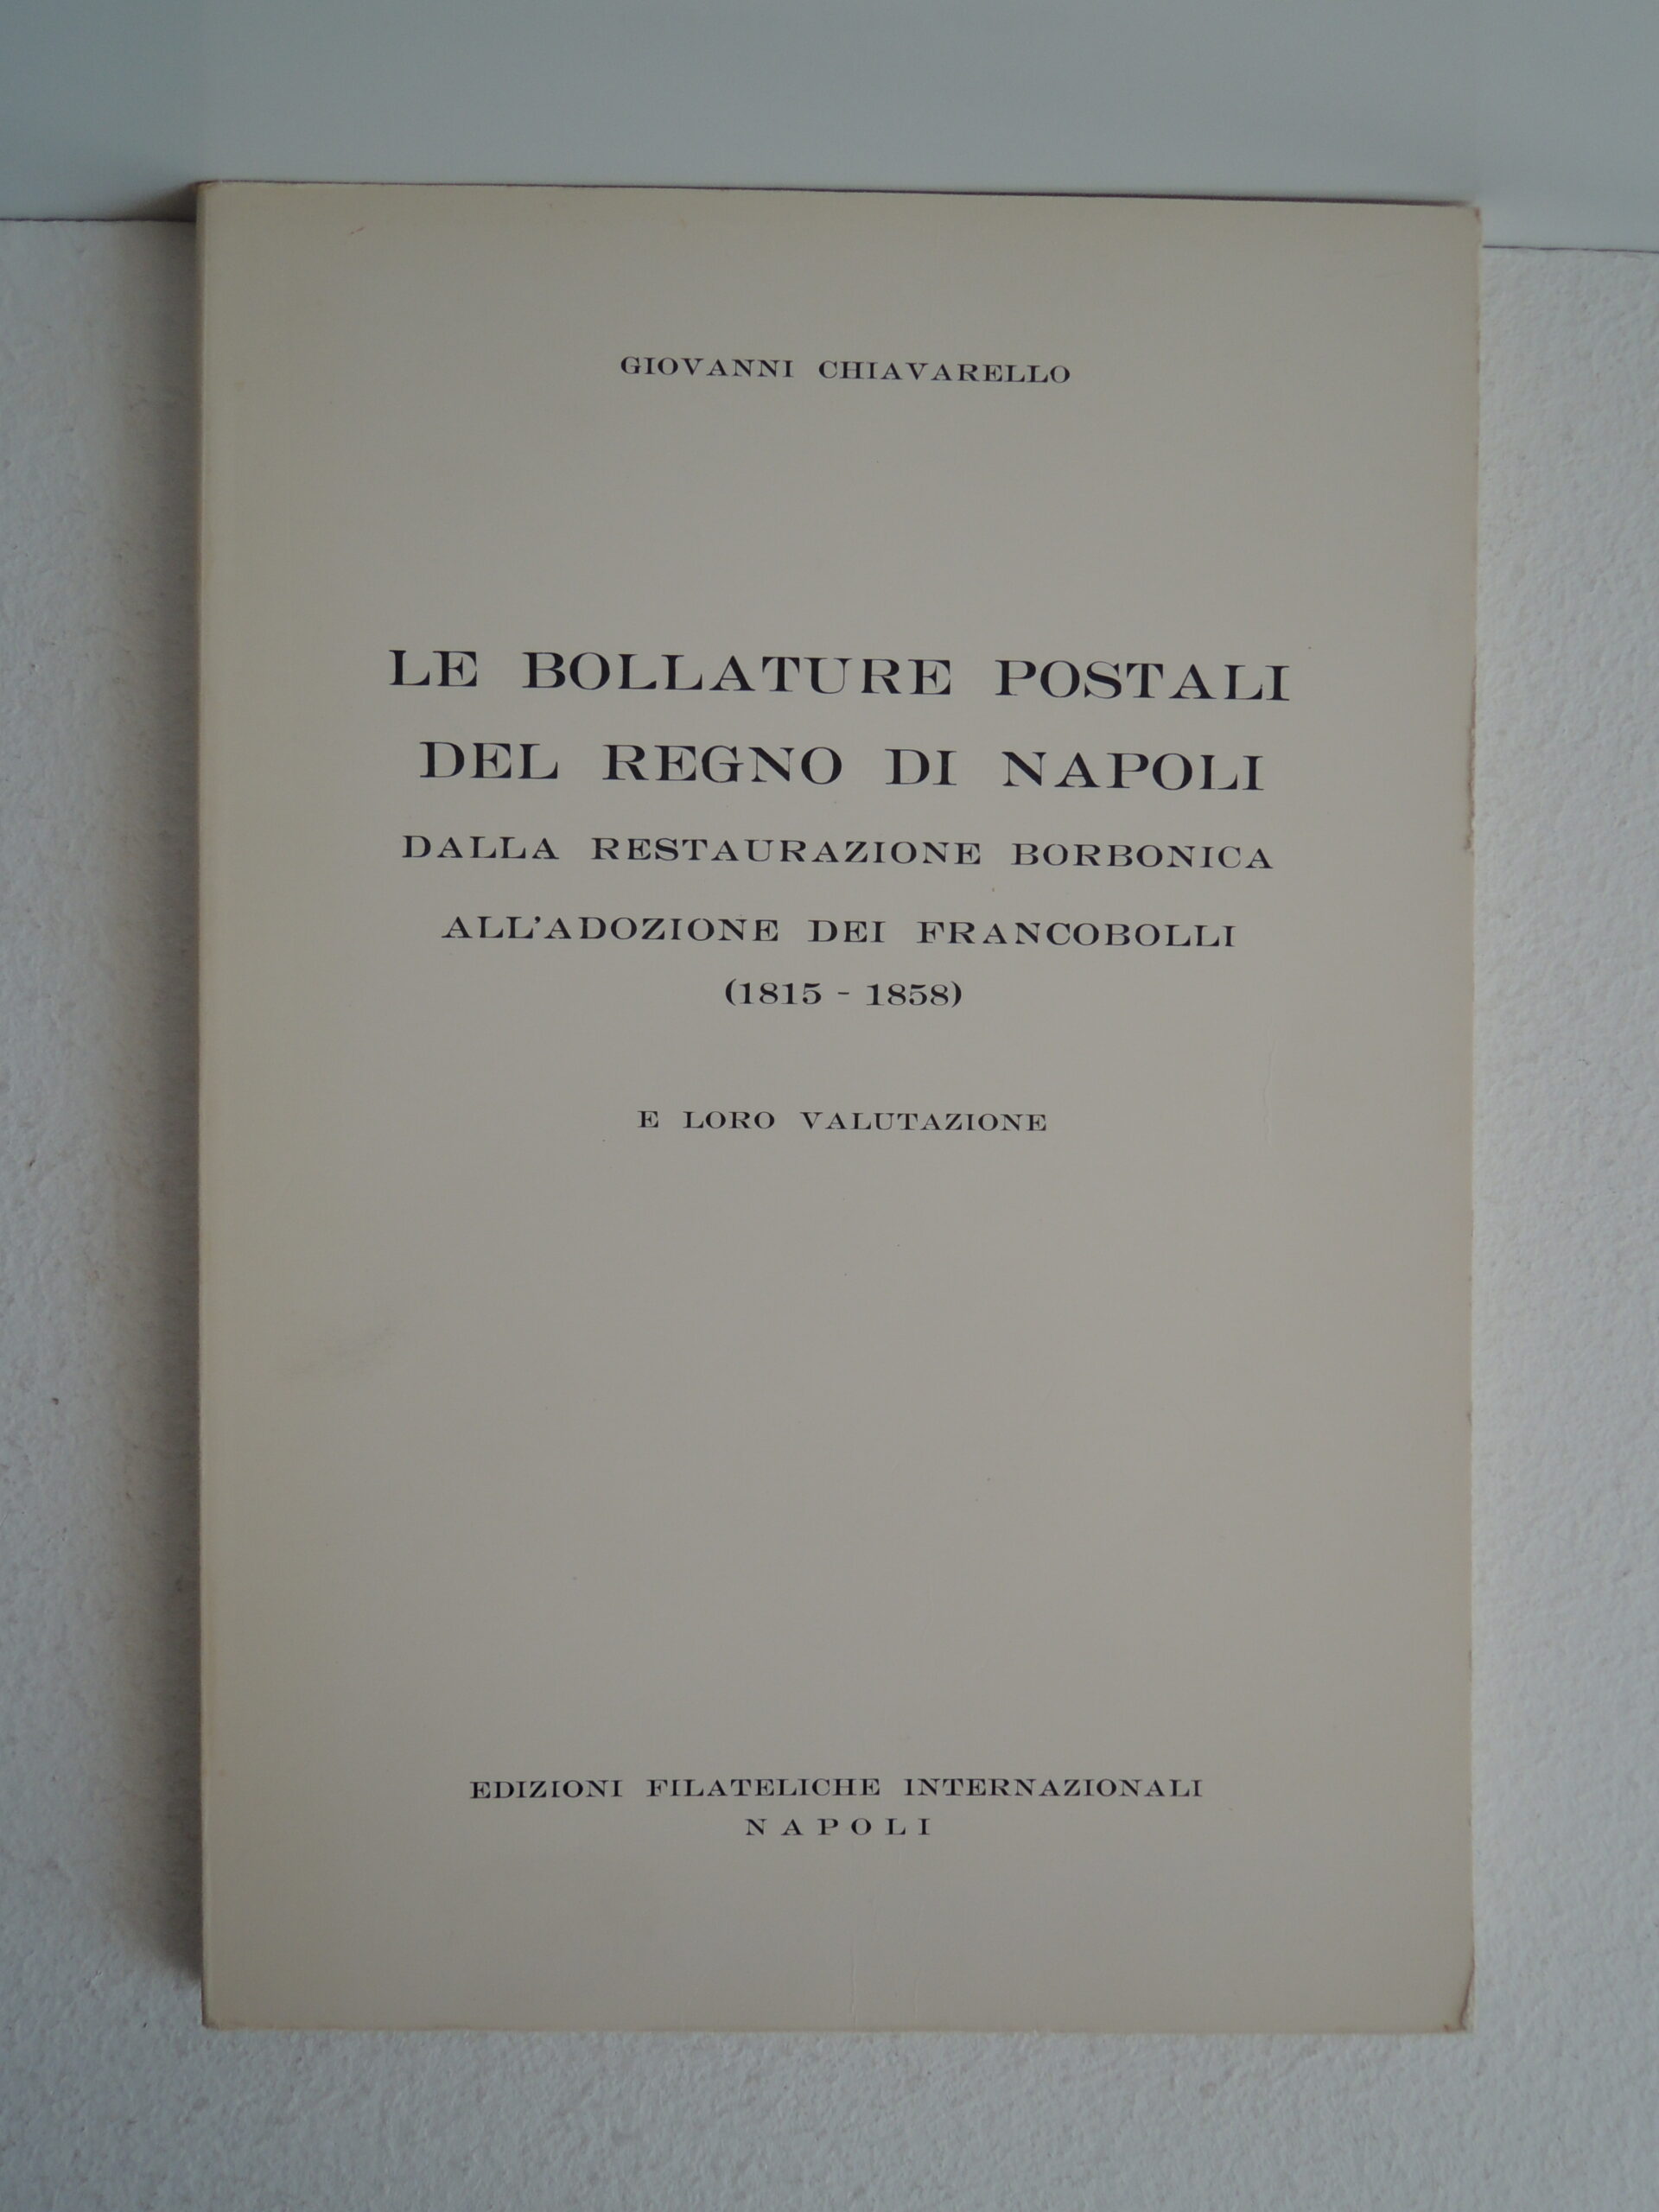 GIOVANNI CHIAVARELLO
LE BOLLATURE POSTALI
DEL REGNO DI NAPOLI
DALLA RESTAURAZIONE BORBONICA
ALL'ADOZIONE DEI FRANCOBOLLI
(1815 - 1858)
E LORO VALUTAZIONE
EDIZIONI FILATELICHE INTERNAZIONALI
NAPOLI